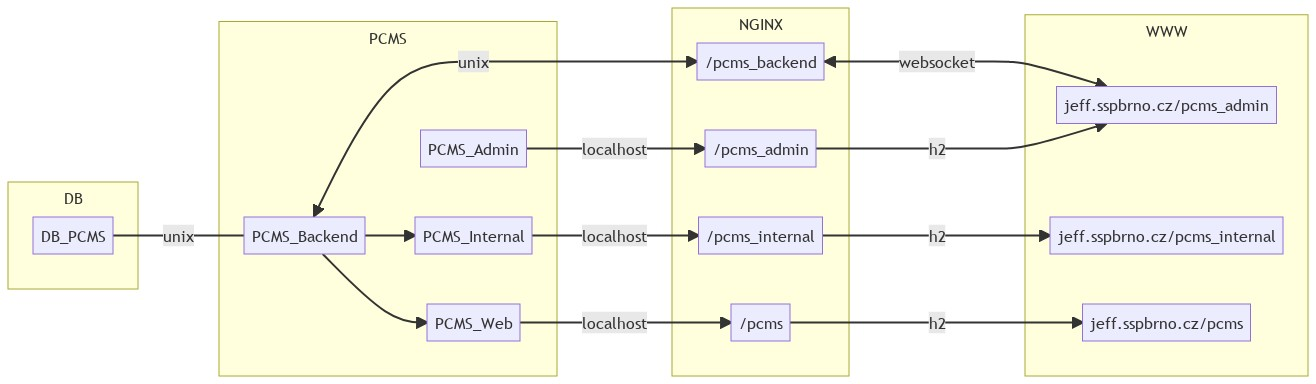 PCMS
NGINX
WWW
unix
/pcms_backend
websocket
jeff.sspbrno.cz/pcms_admin
PCMS_Admin
localhost
/pcms_admin
h2
DB
DB_PCMS
unix
PCMS_Backend
PCMS_Internal
localhost
/pcms_internal
h2
jeff.sspbrno.cz/pcms_internal
PCMS_Web
localhost
/pcms
h2
jeff.sspbrno.cz/pcms